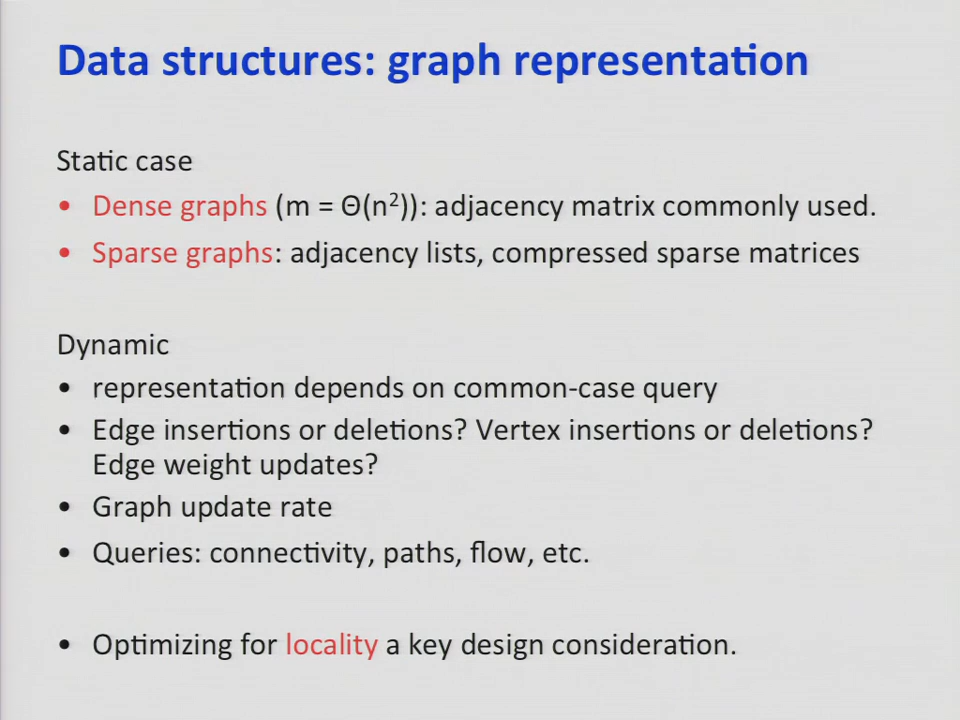 Data structures: graph representation
Static case
• Dense graphs (m = Θ(n²)): adjacency matrix commonly used.
• Sparse graphs: adjacency lists, compressed sparse matrices
Dynamic
• representation depends on common-case query
• Edge insertions or deletions? Vertex insertions or deletions?
Edge weight updates?
• Graph update rate
• Queries: connectivity, paths, flow, etc.
• Optimizing for locality a key design consideration.